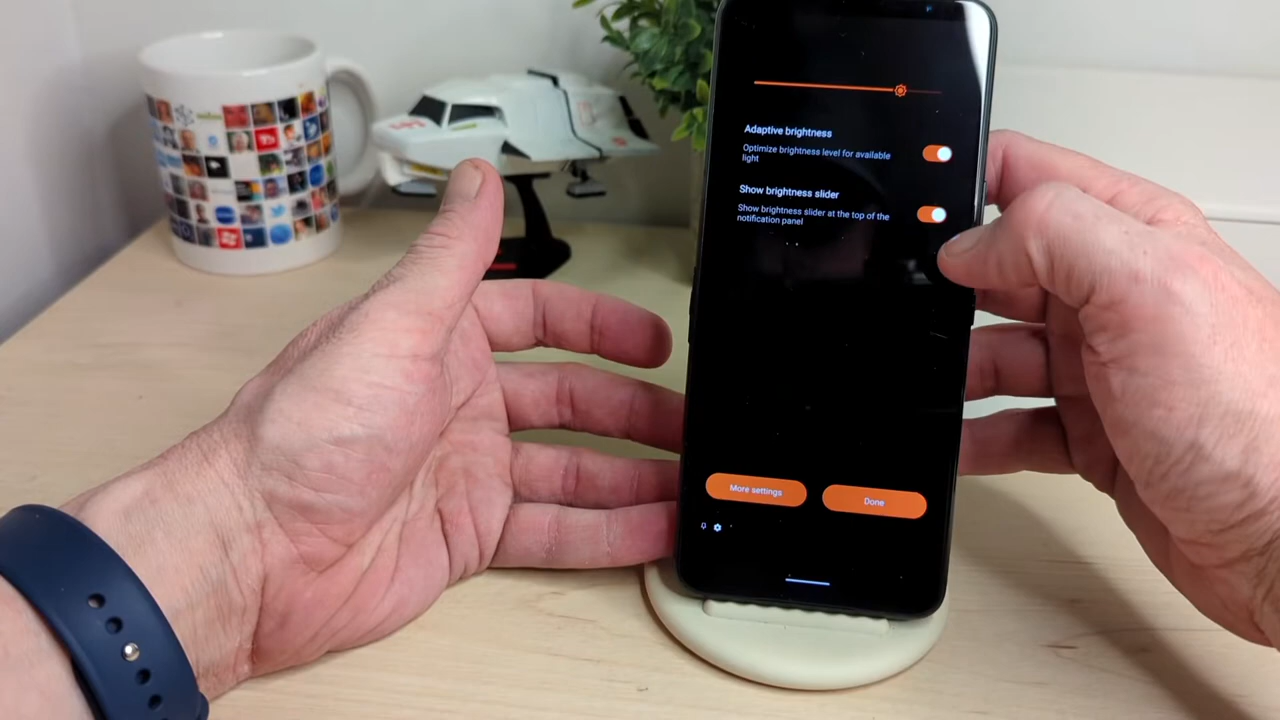 Adaptive brightness
Optimize brightness level for available
light
Show brightness slider
Show brightness slider at the top of the
notification panel
More settings
Done